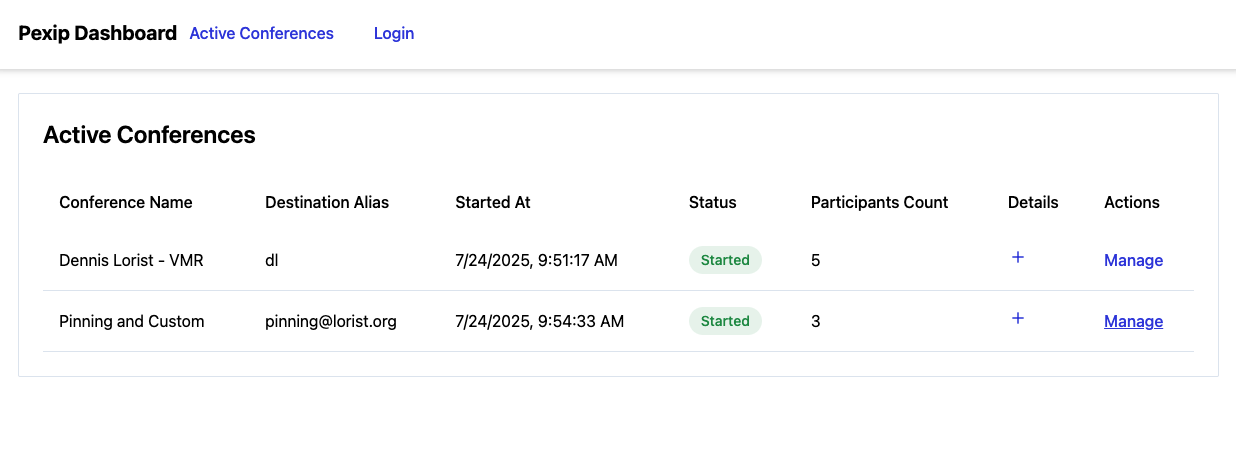 Pexip Dashboard Active Conferences Login
Active Conferences
Conference Name Destination Alias Started At Status Participants Count Details Actions
Dennis Lorist - VMR dl 7/24/2025, 9:51:17 AM Started 5 + Manage
Pinning and Custom pinning@lorist.org 7/24/2025, 9:54:33 AM Started 3 + Manage